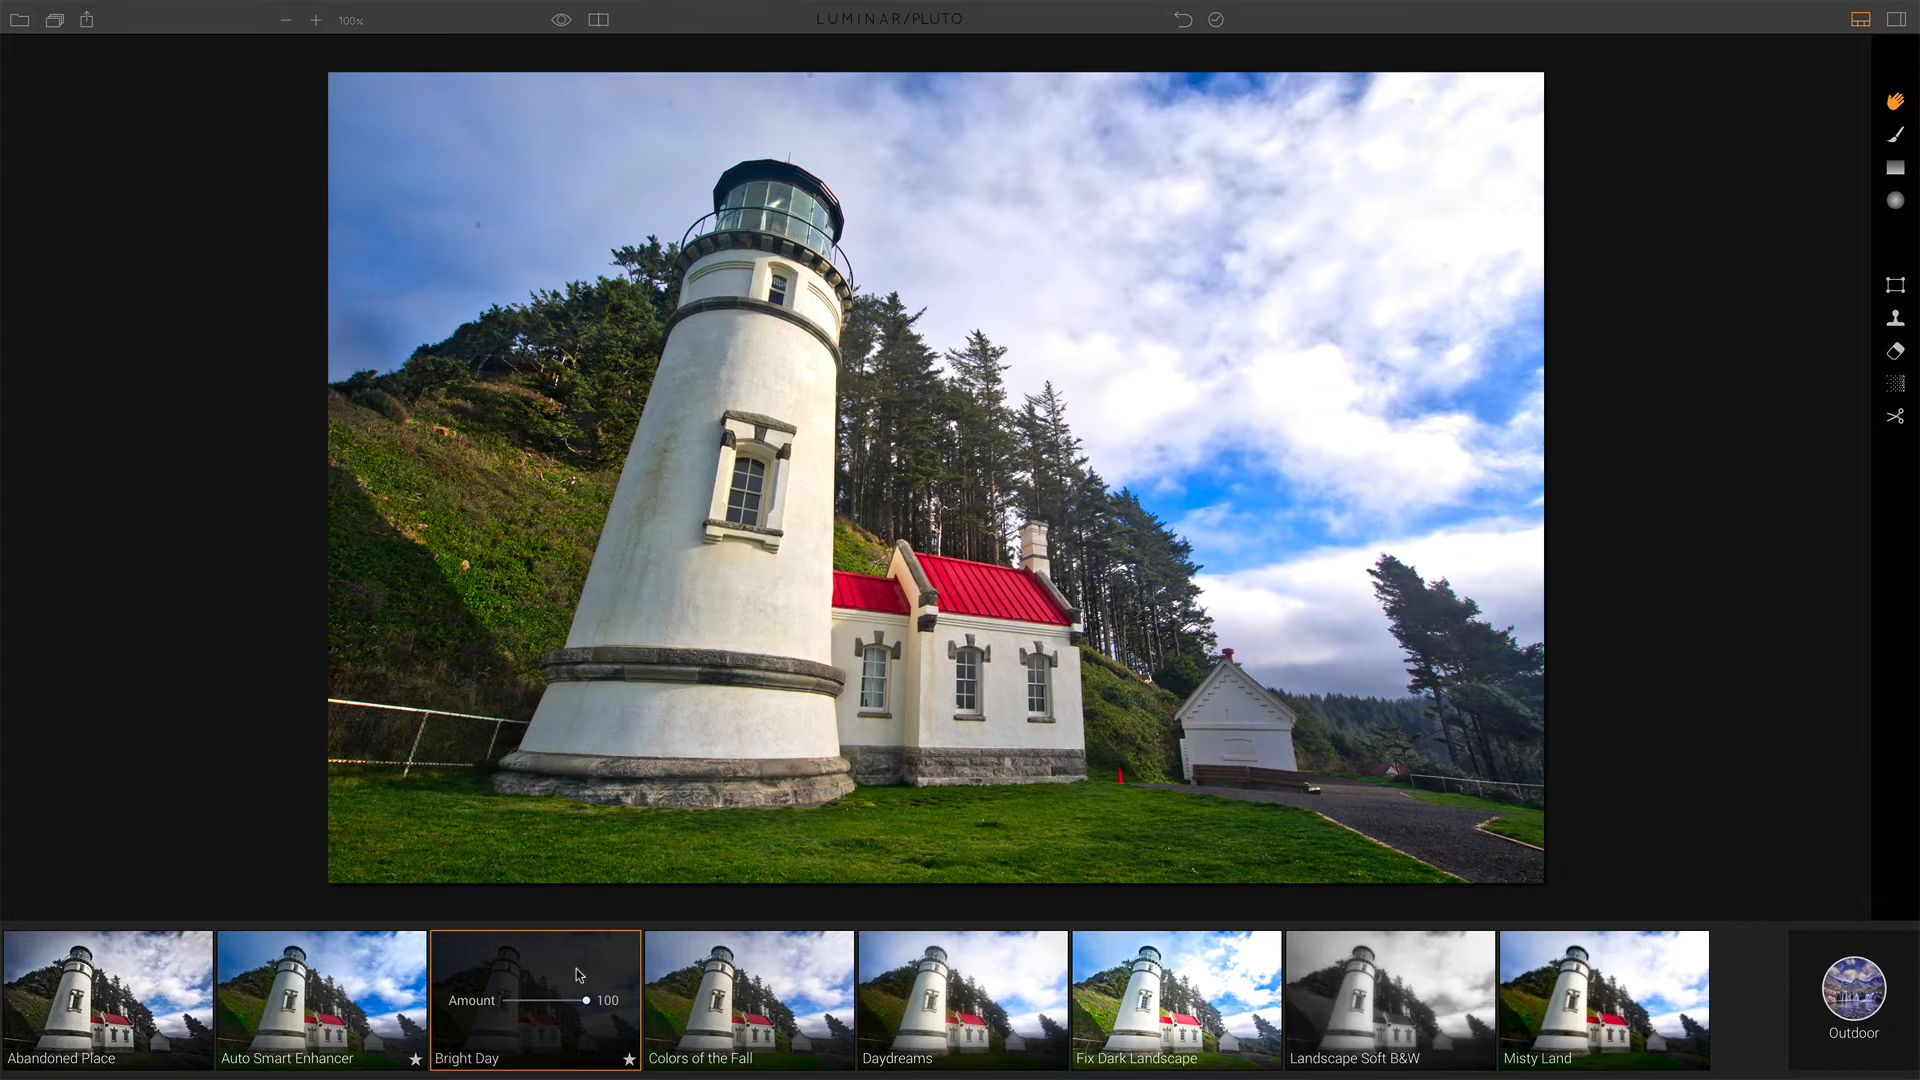 100%
LUMINAR/PLUTO
Amount 100
Abandoned Place
Auto Smart Enhancer
Bright Day
Colors of the Fall
Daydreams
Fix Dark Landscape
Landscape Soft B&W
Misty Land
Outdoor